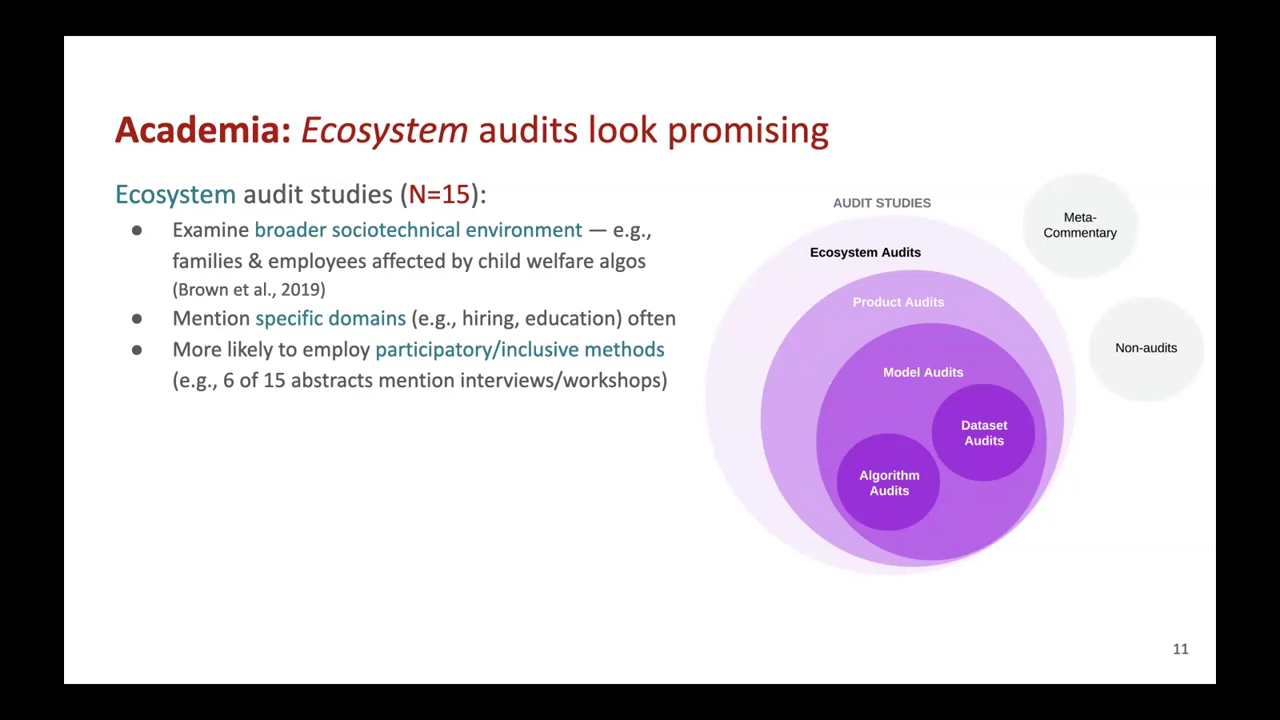 Academia: Ecosystem audits look promising
Ecosystem audit studies (N=15):
● Examine broader sociotechnical environment — e.g.,
families & employees affected by child welfare algos
(Brown et al., 2019)
● Mention specific domains (e.g., hiring, education) often
● More likely to employ participatory/inclusive methods
(e.g., 6 of 15 abstracts mention interviews/workshops)
AUDIT STUDIES
Ecosystem Audits
Product Audits
Model Audits
Dataset
Audits
Algorithm
Audits
Meta-
Commentary
Non-audits
11